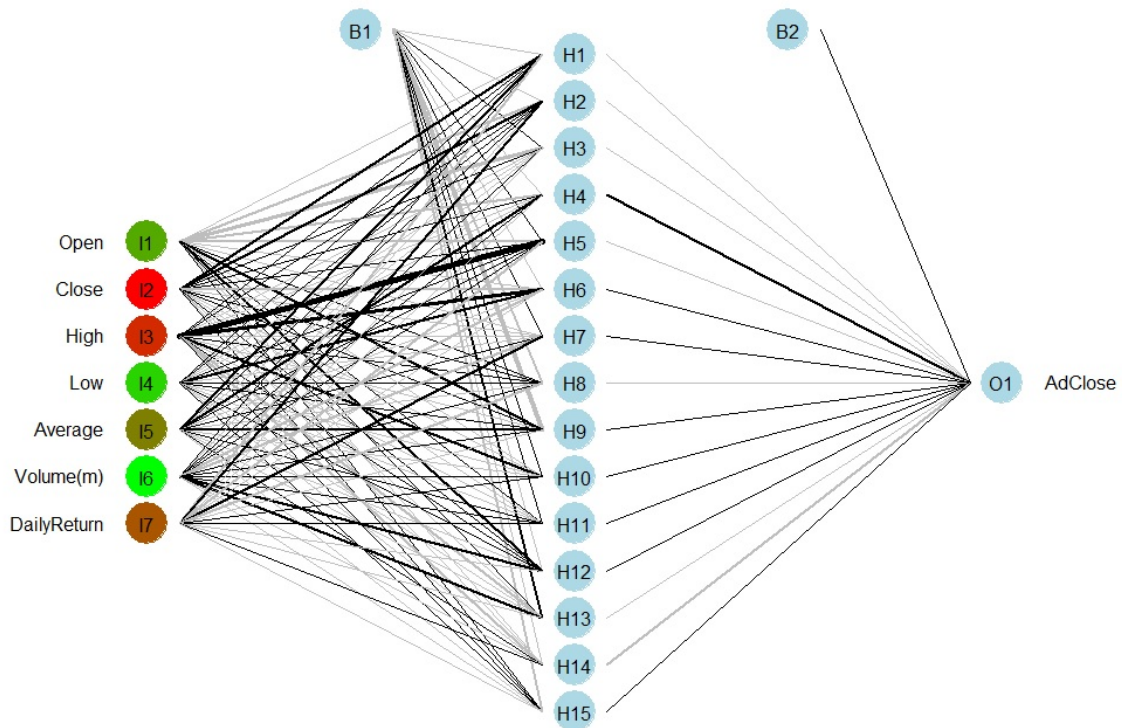 B1
B2
H1
H2
H3
H4
Open I1 H5
Close I2 H6
High I3 H7
Low I4 H8 O1 AdClose
Average I5 H9
Volume(m) I6 H10
DailyReturn I7 H11
H12
H13
H14
H15